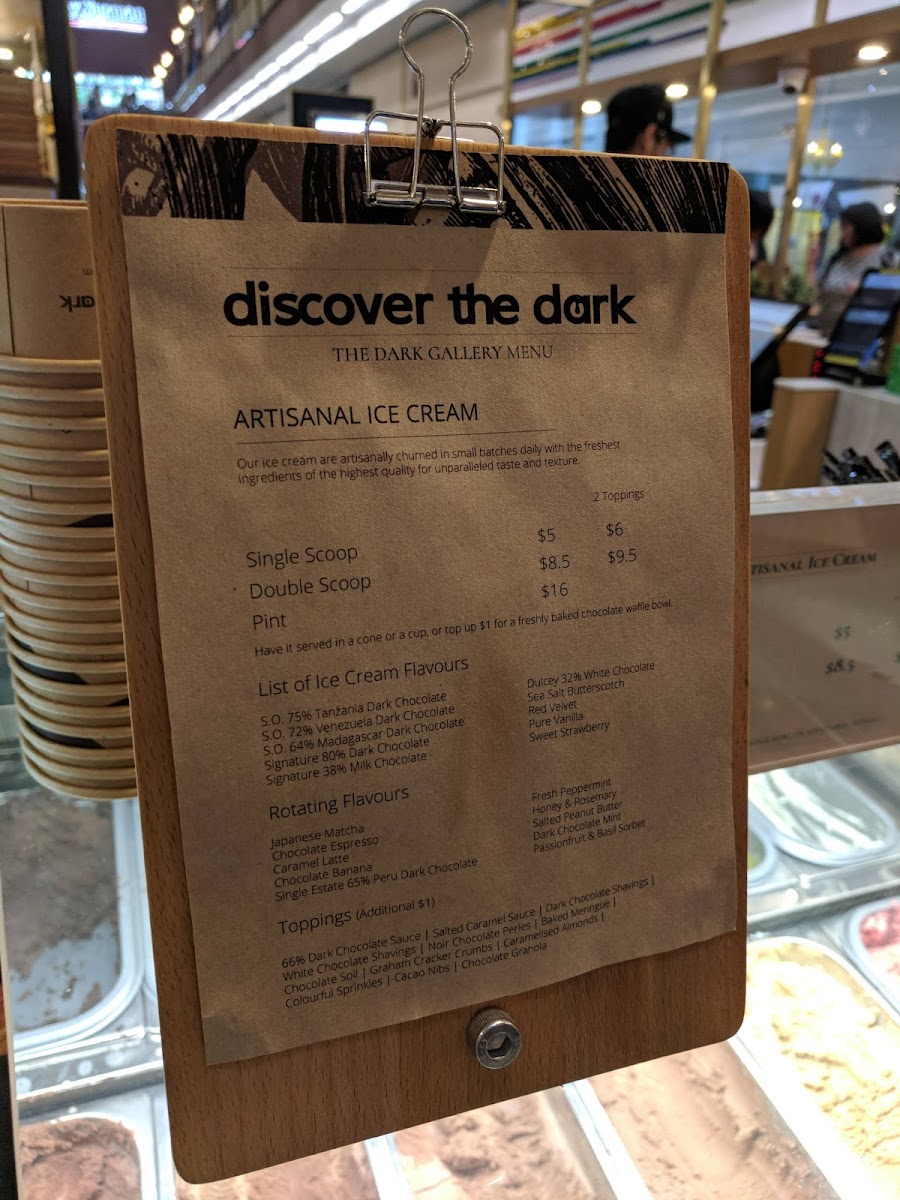 discover the dark
THE DARK GALLERY MENU
ARTISANAL ICE CREAM
Our ice cream are artisanally churned in small batches daily with the freshest
ingredients of the highest quality for unparalleled taste and texture.
2 Toppings
Single Scoop $5 $6
Double Scoop $8.5 $9.5
Pint $16
Have it served in a cone or a cup, or top up $1 for a freshly baked chocolate waffle bowl.
List of Ice Cream Flavours
S.O. 75% Tanzania Dark Chocolate
S.O. 72% Venezuela Dark Chocolate
S.O. 64% Madagascar Dark Chocolate
Signature 80% Dark Chocolate
Signature 38% Milk Chocolate
Dulcey 32% White Chocolate
Sea Salt Butterscotch
Red Velvet
Pure Vanilla
Sweet Strawberry
Rotating Flavours
Japanese Matcha
Chocolate Espresso
Caramel Latte
Chocolate Banana
Single Estate 65% Peru Dark Chocolate
Fresh Peppermint
Honey & Rosemary
Salted Peanut Butter
Dark Chocolate Mint
Passionfruit & Basil Sorbet
Toppings (Additional $1)
66% Dark Chocolate Sauce | Salted Caramel Sauce | Dark Chocolate Shavings |
White Chocolate Shavings | Noir Chocolate Perles | Baked Meringue |
Chocolate Soil | Graham Cracker Crumbs | Caramelised Almonds |
Colourful Sprinkles | Cacao Nibs | Chocolate Granola
ark
TISANAL ICE CREAM
$5
$8.5